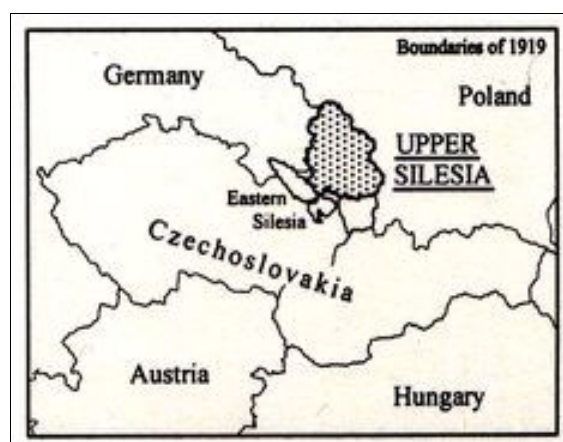 Boundaries of 1919
Germany
Poland
UPPER
SILESIA
Eastern
Silesia
Czechoslovakia
Austria
Hungary